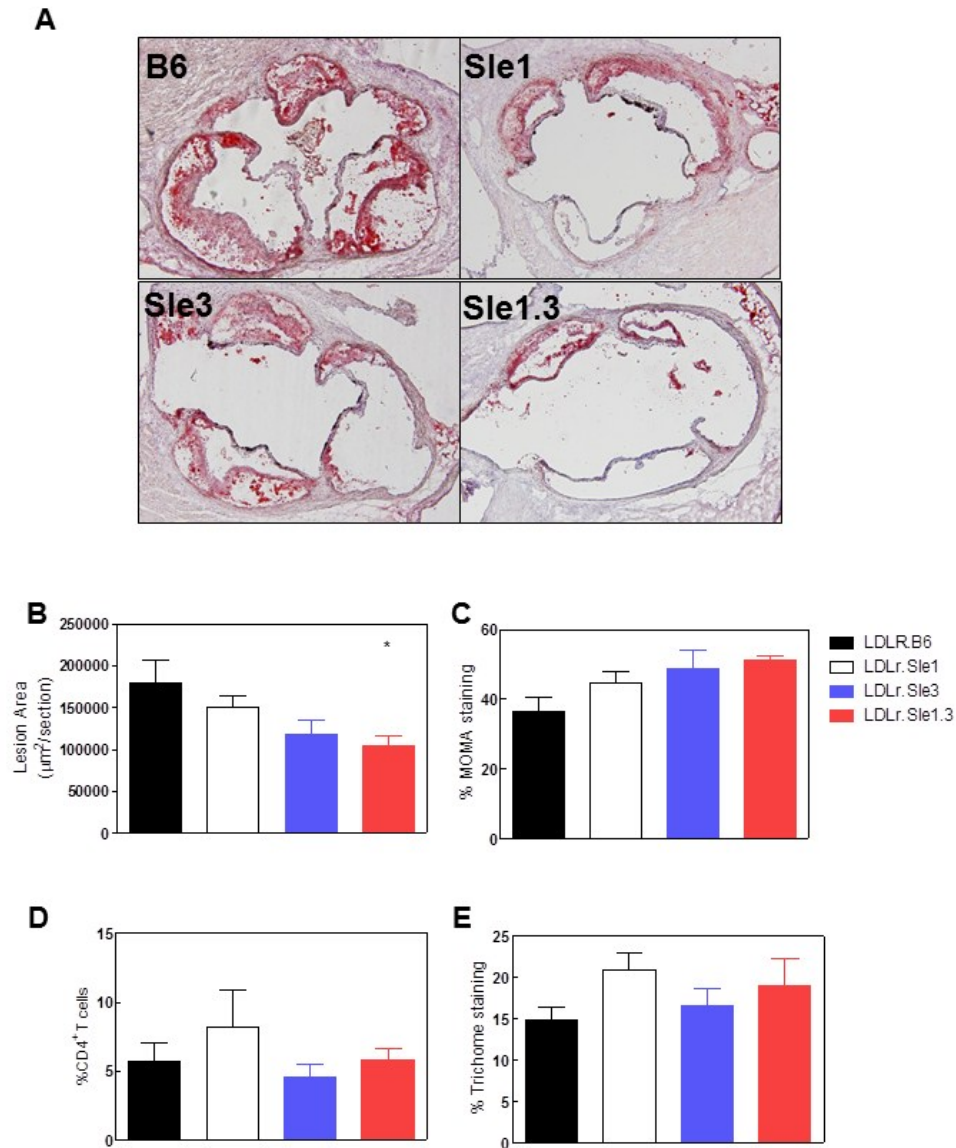 A
B6
Sle1
Sle3
Sle1.3
B
250000
200000
150000
100000
50000
0
Lesion Area
(µm²/section)
*
C
60
40
20
0
% MOMA staining
LDLR.B6
LDLr.Sle1
LDLr.Sle3
LDLr.Sle1.3
D
15
10
5
0
%CD4⁺T cells
E
25
20
15
10
5
0
% Trichome staining